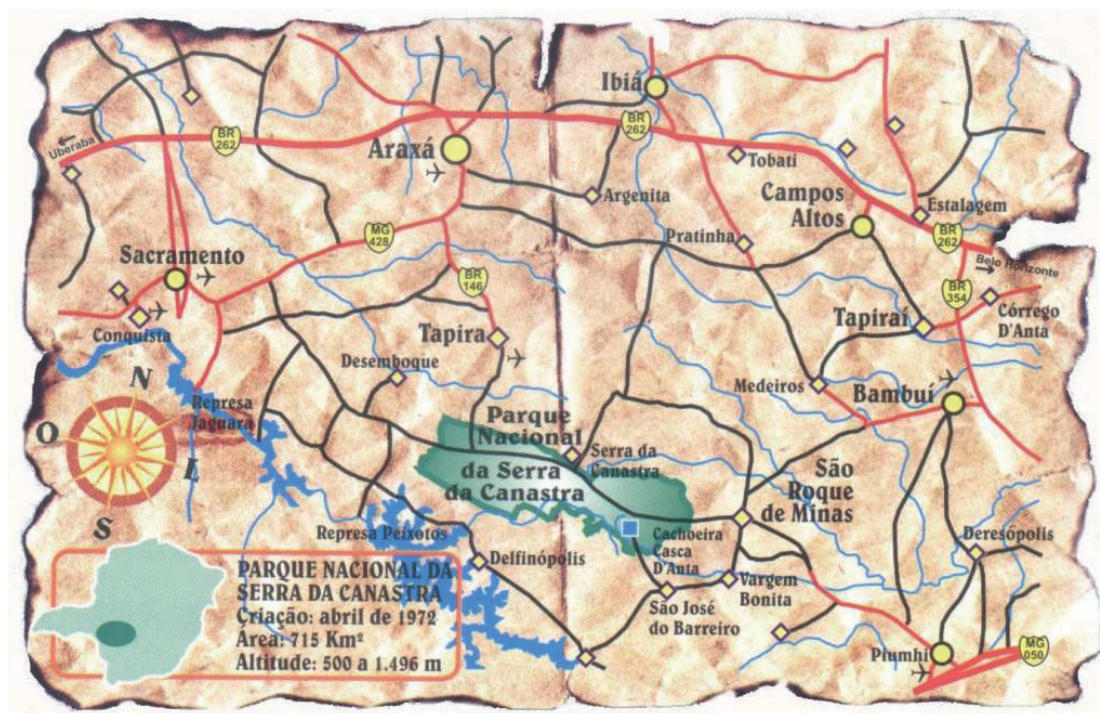 Ibiá
BR
262
Uberaba
BR
262
Araxá
Tobati
Argenita
Campos
Altos
Estalagem
MG
428
Pratinha
BR
262
Belo Horizonte
Sacramento
BR
146
BR
354
Córrego
D'Anta
Conquista
Tapira
Tapiraí
Desemboque
N
Medeiros
Bambuí
Represa
Jaguara
O
L
S
Parque
Nacional
da Serra
da Canastra
Serra da
Canastra
São
Roque
de Minas
Represa Peixotos
Cachoeira
Casca
D'Anta
Deresópolis
Delfinópolis
Vargem
Bonita
São José
do Barreiro
Piumhi
MG
050
PARQUE NACIONAL DA
SERRA DA CANASTRA
Criação: abril de 1972
Área: 715 Km²
Altitude: 500 a 1.496 m